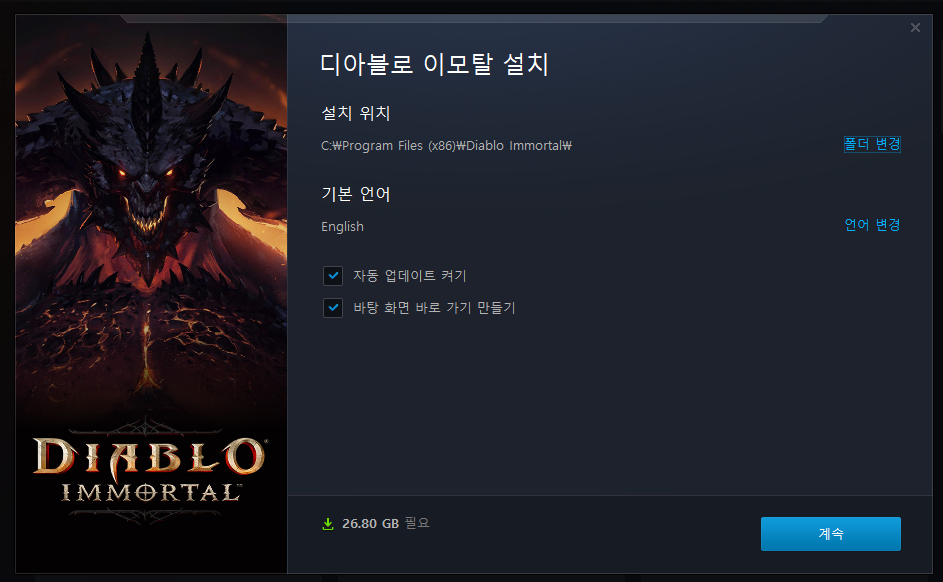 디아블로 이모탈 설치
설치 위치
C:₩Program Files (x86)₩Diablo Immortal₩
폴더 변경
기본 언어
English
언어 변경
자동 업데이트 켜기
바탕 화면 바로 가기 만들기
DIABLO
IMMORTAL™
26.80 GB 필요
계속